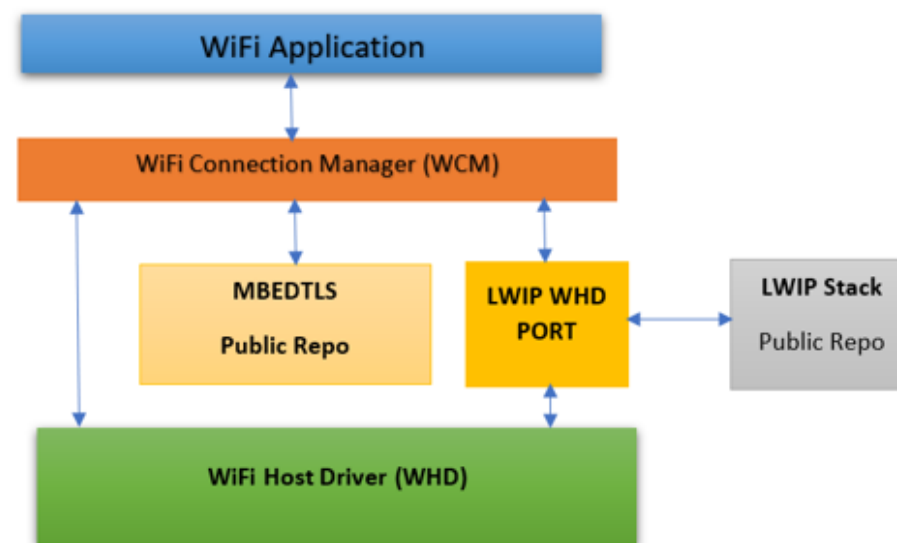 WiFi Application
WiFi Connection Manager (WCM)
MBEDTLS
Public Repo
LWIP WHD
PORT
LWIP Stack
Public Repo
WiFi Host Driver (WHD)